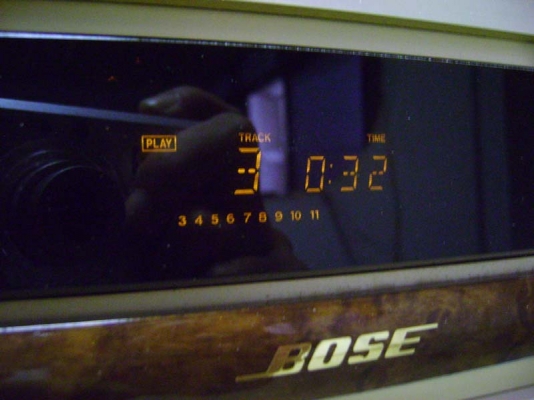 PLAY TRACK TIME
3 0:32
3 4 5 6 7 8 9 10 11
BOSE